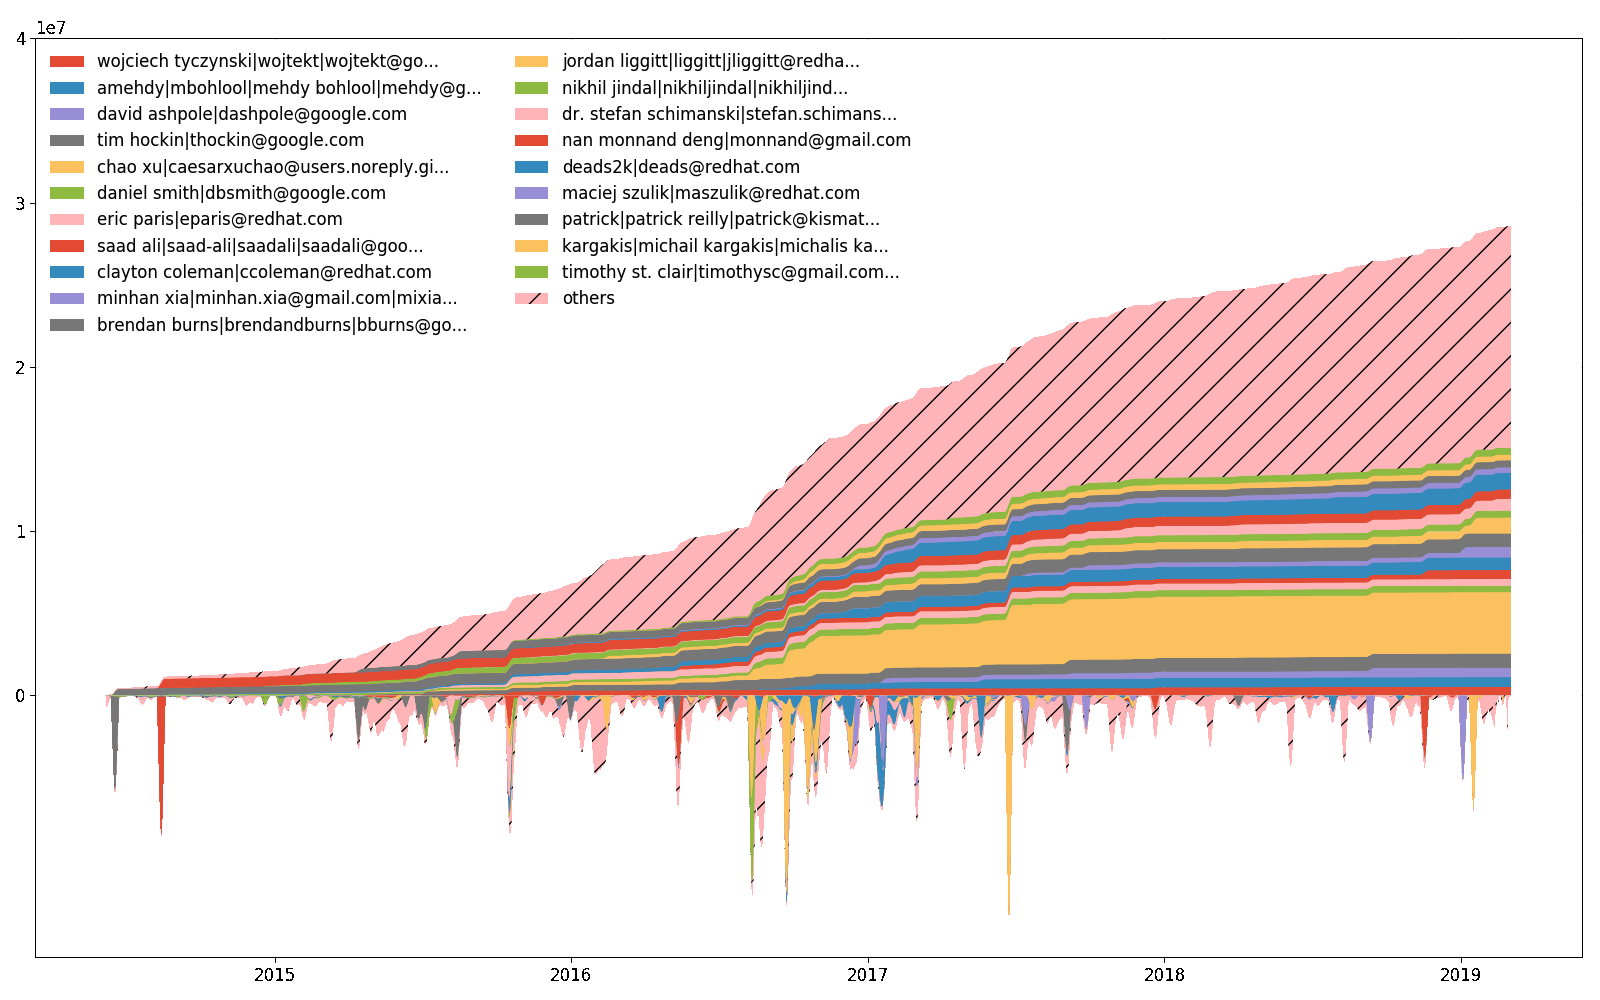 1e7
4
3
2
1
0
wojciech tyczynski|wojtekt|wojtekt@go...
amehdy|mbohlool|mehdy bohlool|mehdy@g...
david ashpole|dashpole@google.com
tim hockin|thockin@google.com
chao xu|caesarxuchao@users.noreply.gi...
daniel smith|dbsmith@google.com
eric paris|eparis@redhat.com
saad ali|saad-ali|saadali|saadali@goo...
clayton coleman|ccoleman@redhat.com
minhan xia|minhan.xia@gmail.com|mixia...
brendan burns|brendandburns|bburns@go...
jordan liggitt|liggitt|jliggitt@redha...
nikhil jindal|nikhiljindal|nikhiljind...
dr. stefan schimanski|stefan.schimans...
nan monnand deng|monnand@gmail.com
deads2k|deads@redhat.com
maciej szulik|maszulik@redhat.com
patrick|patrick reilly|patrick@kismat...
kargakis|michail kargakis|michalis ka...
timothy st. clair|timothysc@gmail.com...
others
2015
2016
2017
2018
2019